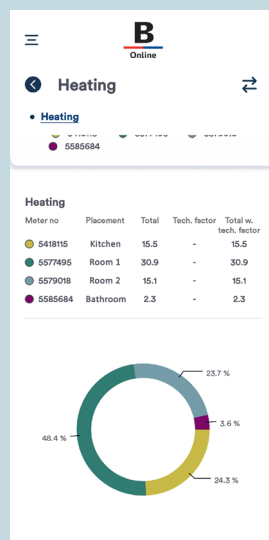 B
Online
Heating
Heating
5585684
Heating
Meter no Placement Total Tech. factor Total w. tech. factor
5418115 Kitchen 15.5 - 15.5
5577495 Room 1 30.9 - 30.9
5579018 Room 2 15.1 - 15.1
5585684 Bathroom 2.3 - 2.3
23.7 %
3.6 %
48.4 %
24.3 %